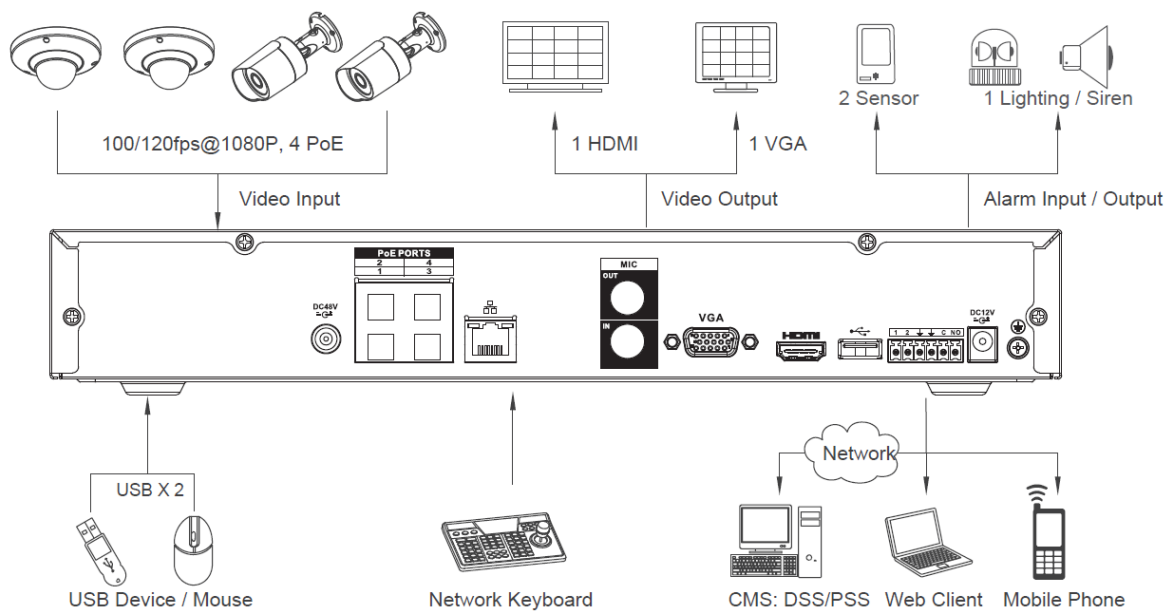 2 Sensor
1 Lighting / Siren
100/120fps@1080P, 4 PoE
1 HDMI
1 VGA
Video Input
Video Output
Alarm Input / Output
PoE PORTS
2 4
1 3
MIC
OUT
IN
DC48V
VGA
HDMI
1 2 C NO
DC12V
USB X 2
Network
USB Device / Mouse
Network Keyboard
CMS: DSS/PSS
Web Client
Mobile Phone